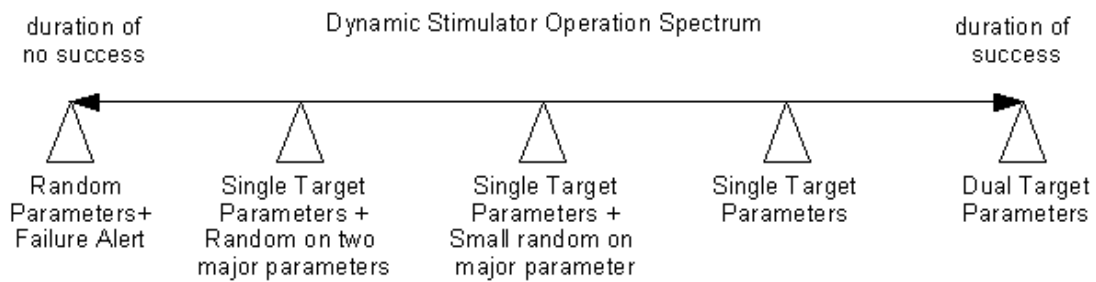 duration of
no success
Dynamic Stimulator Operation Spectrum
duration of
success
Random
Parameters+
Failure Alert
Single Target
Parameters +
Random on two
major parameters
Single Target
Parameters +
Small random on
major parameter
Single Target
Parameters
Dual Target
Parameters